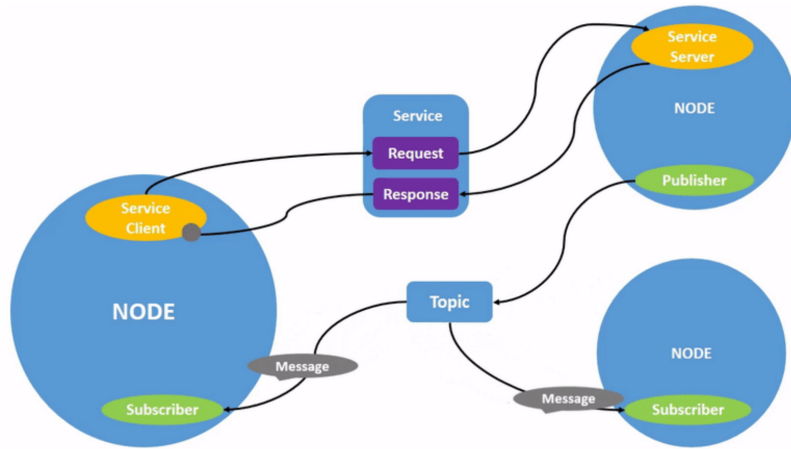 Service
Server
NODE
Publisher
Service
Request
Response
Service
Client
NODE
Subscriber
Topic
Message
Message
NODE
Subscriber